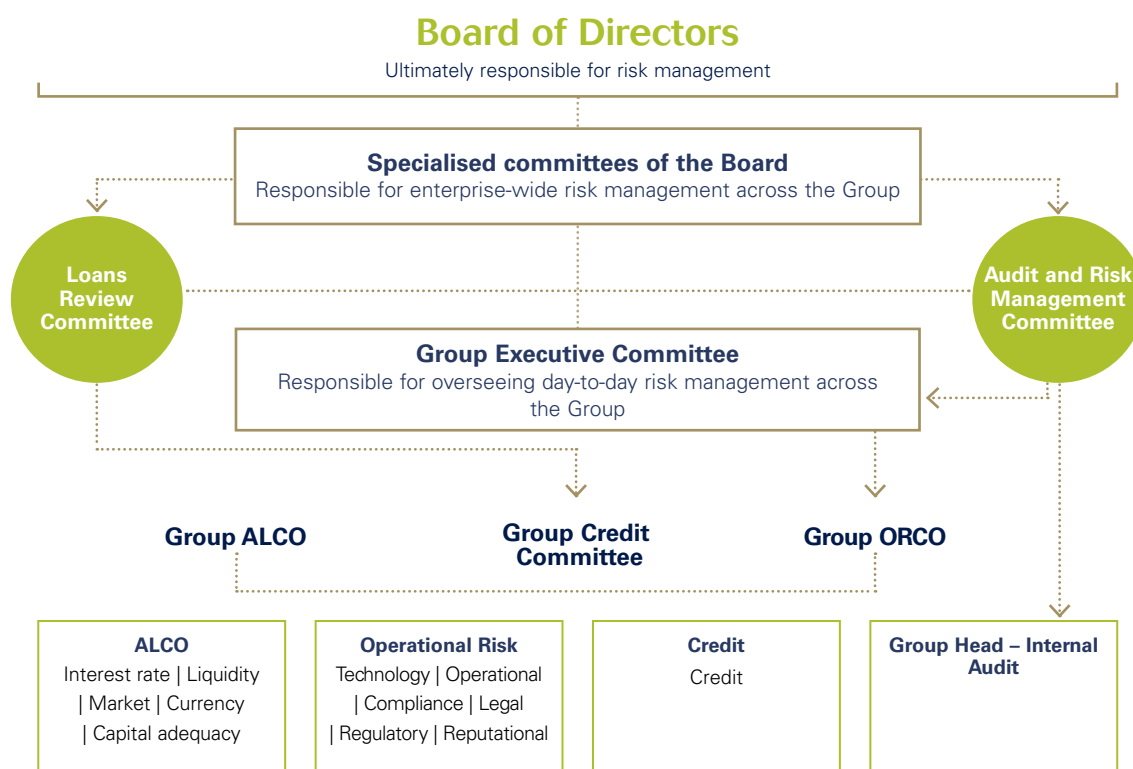 Board of Directors
Ultimately responsible for risk management
Specialised committees of the Board
Responsible for enterprise-wide risk management across the Group
Loans
Review
Committee
Audit and Risk
Management
Committee
Group Executive Committee
Responsible for overseeing day-to-day risk management across
the Group
Group ALCO
Group Credit
Committee
Group ORCO
ALCO
Interest rate | Liquidity
| Market | Currency
| Capital adequacy
Operational Risk
Technology | Operational
| Compliance | Legal
| Regulatory | Reputational
Credit
Credit
Group Head – Internal
Audit